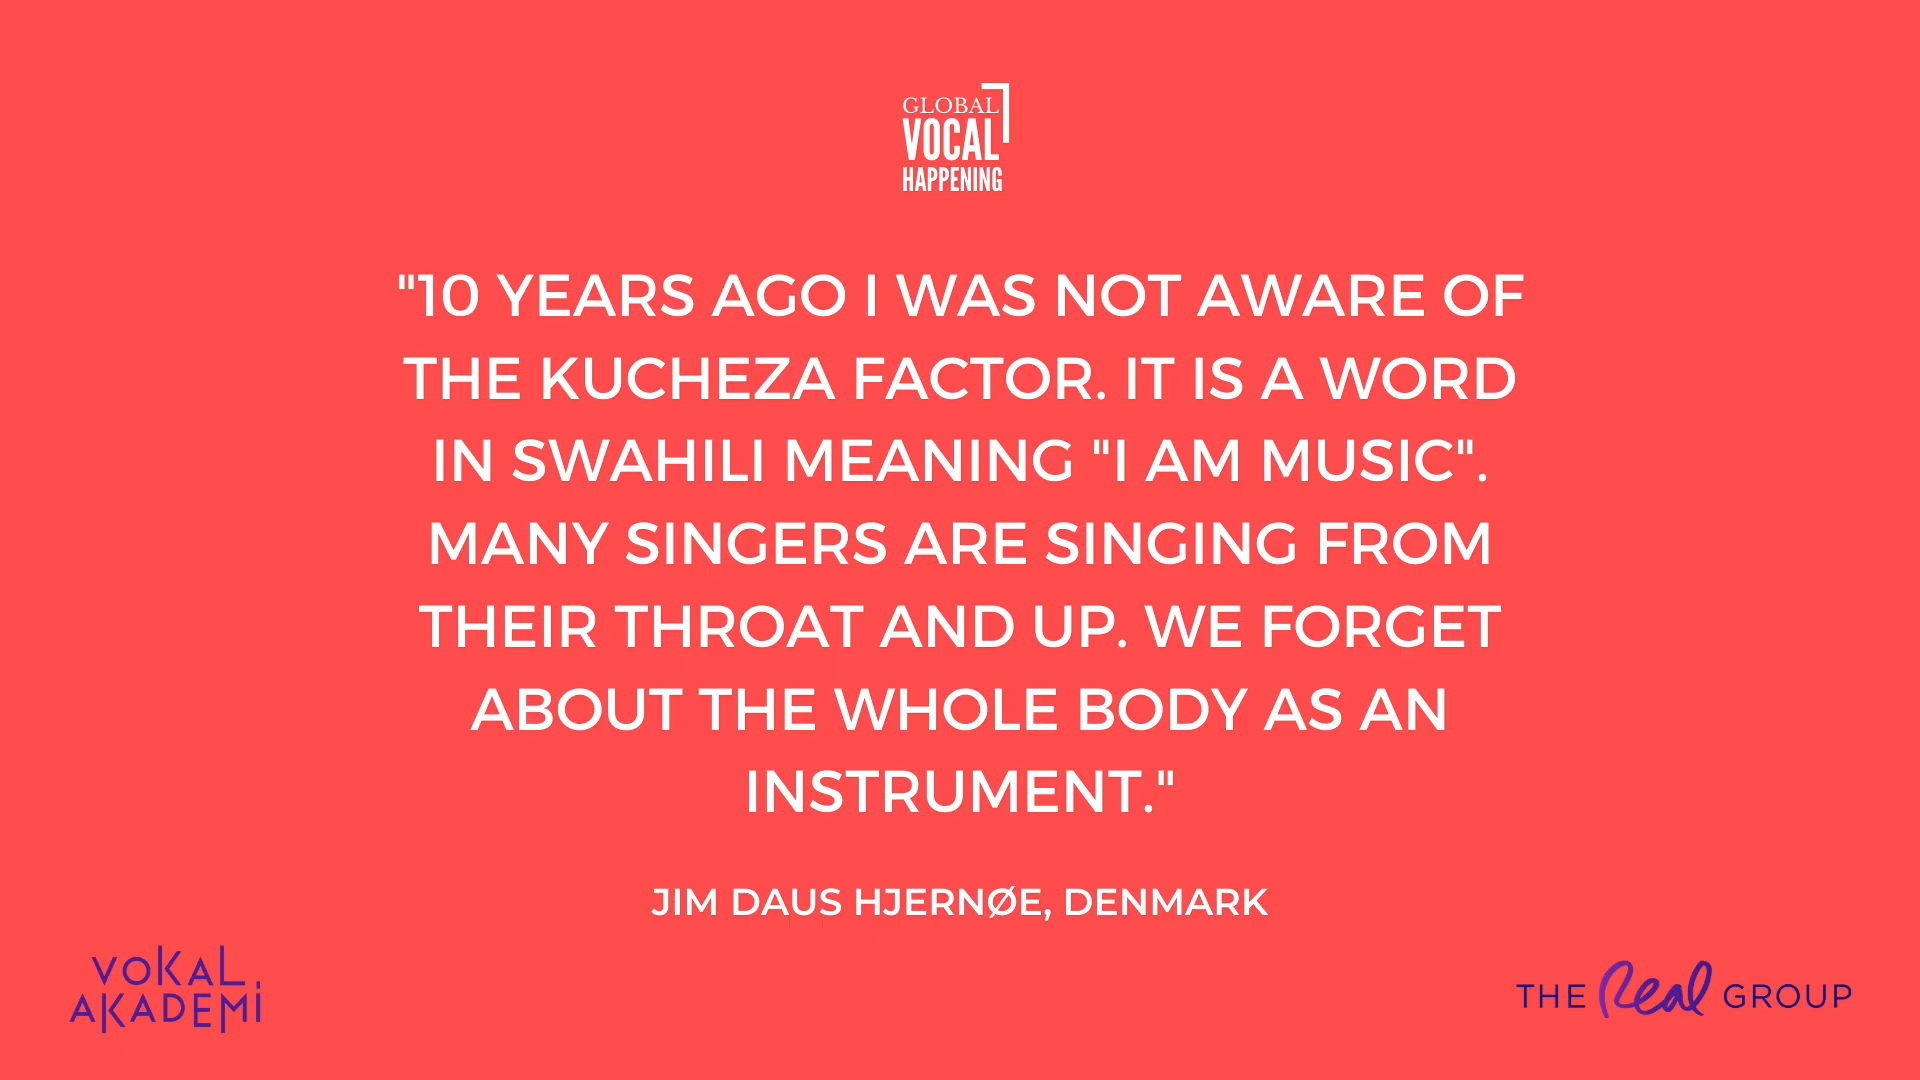 GLOBAL
VOCAL
HAPPENING
"10 YEARS AGO I WAS NOT AWARE OF
THE KUCHEZA FACTOR. IT IS A WORD
IN SWAHILI MEANING "I AM MUSIC".
MANY SINGERS ARE SINGING FROM
THEIR THROAT AND UP. WE FORGET
ABOUT THE WHOLE BODY AS AN
INSTRUMENT."
JIM DAUS HJERNØE, DENMARK
VOKAL
AKADEMi
THE Real GROUP